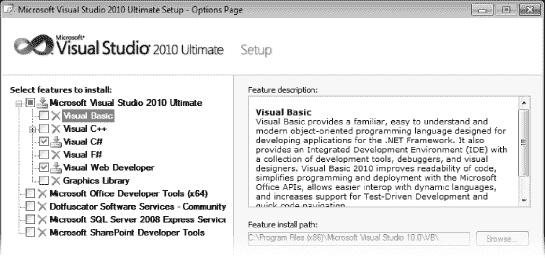 Microsoft Visual Studio 2010 Ultimate Setup - Options Page
Microsoft®
Visual Studio® 2010 Ultimate Setup
Select features to install:
Microsoft Visual Studio 2010 Ultimate
Visual Basic
Visual C++
Visual C#
Visual F#
Visual Web Developer
Graphics Library
Microsoft Office Developer Tools (x64)
Dotfuscator Software Services - Community
Microsoft SQL Server 2008 Express Service
Microsoft SharePoint Developer Tools
Feature description:
Visual Basic
Visual Basic provides a familiar, easy to understand and
modern object-oriented programming language designed for
developing applications for the .NET Framework. It also
provides an Integrated Development Environment (IDE) with
a collection of development tools, debuggers, and visual
designers. Visual Basic 2010 improves readability of code,
simplifies programming and deployment with the Microsoft
Office APIs, allows easier interop with dynamic languages,
and increases support for Test-Driven Development and
quick code navigation.
Feature install path:
C:\Program Files (x86)\Microsoft Visual Studio 10.0\VB\
Browse...